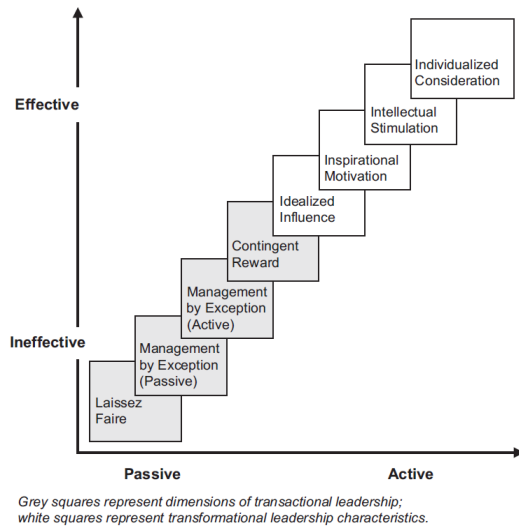 Effective
Ineffective
Individualized
Consideration
Intellectual
Stimulation
Inspirational
Motivation
Idealized
Influence
Contingent
Reward
Management
by Exception
(Active)
Management
by Exception
(Passive)
Laissez
Faire
Passive
Active
Grey squares represent dimensions of transactional leadership;
white squares represent transformational leadership characteristics.